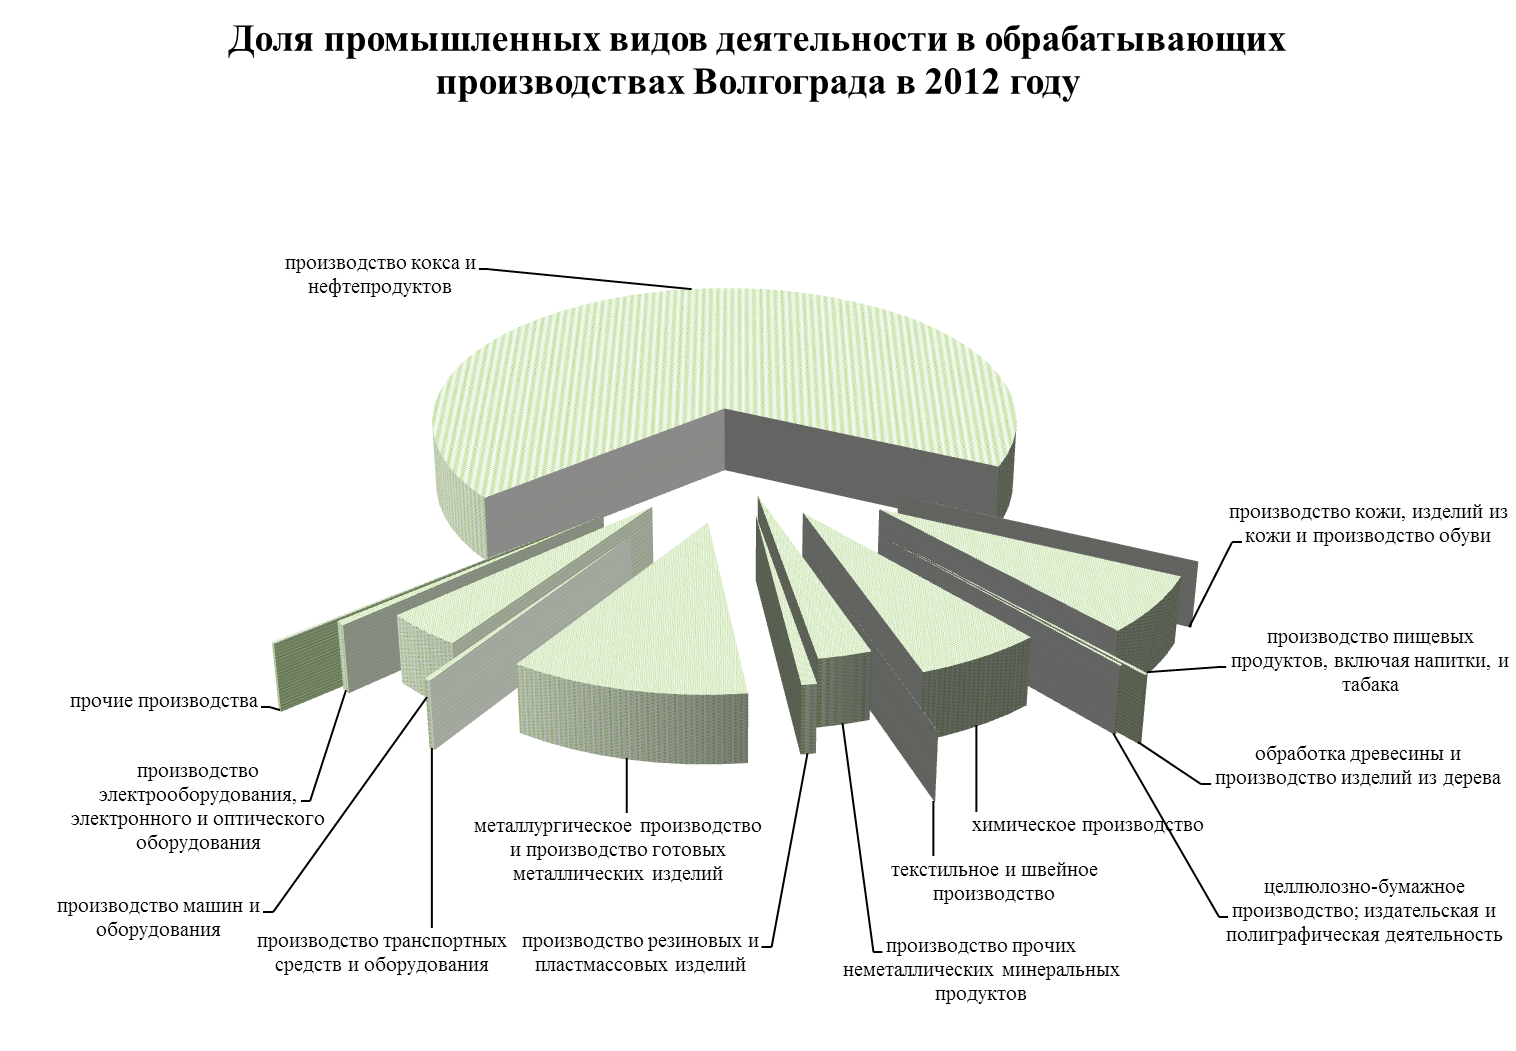 Доля промышленных видов деятельности в обрабатывающих
производствах Волгограда в 2012 году
производство кокса и
нефтепродуктов
производство кожи, изделий из
кожи и производство обуви
производство пищевых
продуктов, включая напитки, и
табака
обработка древесины и
производство изделий из дерева
целлюлозно-бумажное
производство; издательская и
полиграфическая деятельность
химическое производство
текстильное и швейное
производство
производство прочих
неметаллических минеральных
продуктов
производство резиновых и
пластмассовых изделий
металлургическое производство
и производство готовых
металлических изделий
производство транспортных
средств и оборудования
производство машин и
оборудования
производство
электрооборудования,
электронного и оптического
оборудования
прочие производства